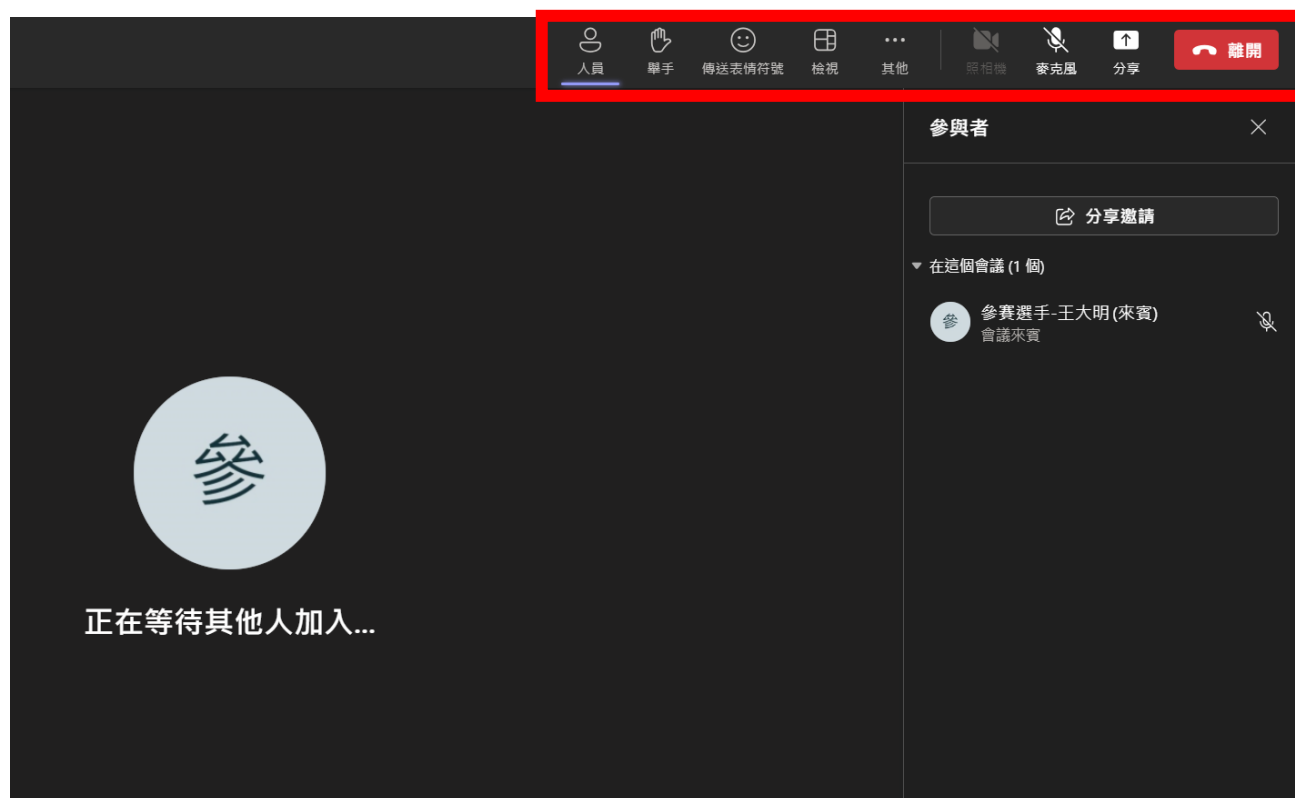 人員 舉手 傳送表情符號 檢視 其他 照相機 麥克風 分享 離開
參與者
分享邀請
在這個會議 (1 個)
參 參賽選手-王大明 (來賓)
會議來賓
參
正在等待其他人加入...